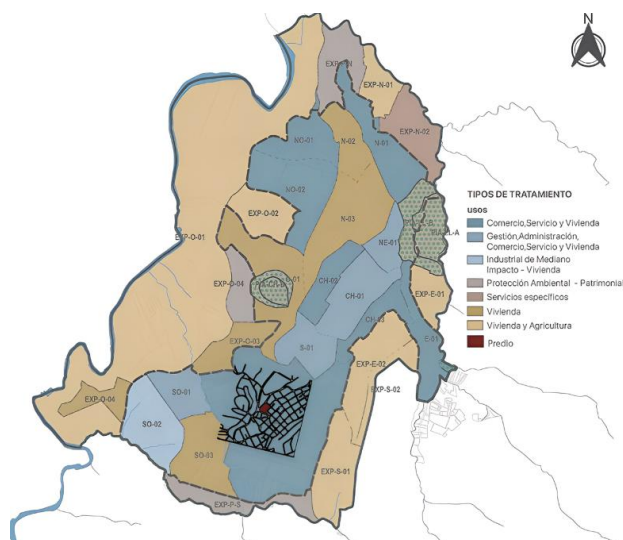 N
EXP-N-01
EXP-N-02
NO-01
N-02
N-01
NO-02
EXP-O-02
N-03
EXP-O-01
NE-01
EXP-O-04
CH-02
CH-01
EXP-E-01
CH-03
S-01
E-01
EXP-O-03
EXP-E-02
EXP-S-02
SO-01
EXP-O-04
SO-02
SO-03
EXP-S-01
EXP-P-S
TIPOS DE TRATAMIENTO
usos
Comercio,Servicio y Vivienda
Gestión,Administración,
Comercio,Servicio y Vivienda
Industrial de Mediano
Impacto - Vivienda
Protección Ambiental - Patrimonial
Servicios específicos
Vivienda
Vivienda y Agricultura
Predio